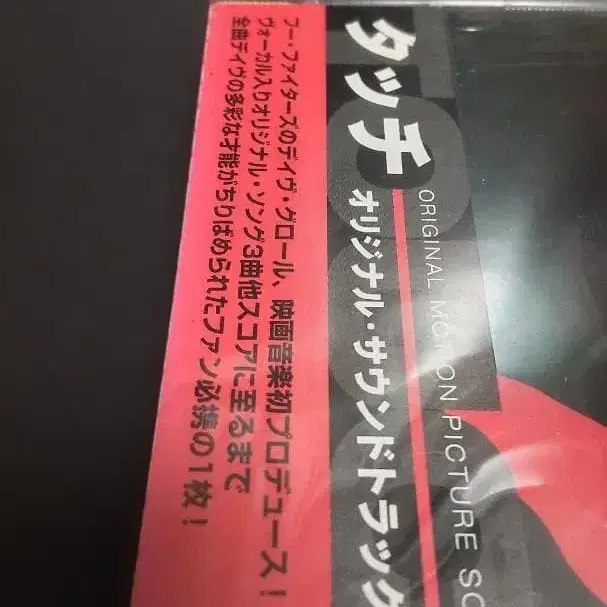 タッチ
オリジナル・サウンドトラック
ORIGINAL MOTION PICTURE SO
フー・ファイターズのデイヴ・グロール、映画音楽初プロデュース！
ヴォーカル入りオリジナル・ソング3曲他スコアに至るまで
全曲デイヴの多彩な才能がちりばめられたファン必携の1枚！